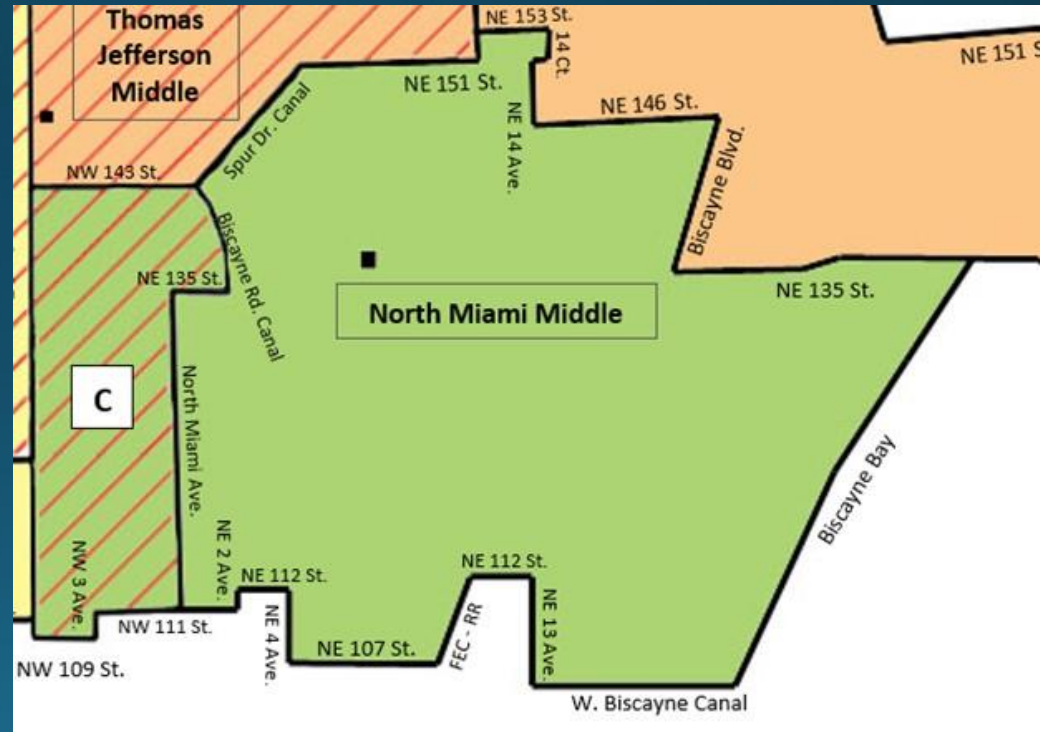 Thomas
Jefferson
Middle
NE 153 St.
14 Ct.
NE 151 St.
NE 151 S
NE 146 St.
NE 14 Ave.
Spur Dr. Canal
Biscayne Blvd.
NW 143 St.
Biscayne Rd. Canal
NE 135 St.
NE 135 St.
North Miami Middle
C
North Miami Ave.
Biscayne Bay
NW 3 Ave.
NE 2 Ave.
NE 112 St.
NE 112 St.
NE 4 Ave.
FEC - RR
NE 13 Ave.
NW 111 St.
NE 107 St.
NW 109 St.
W. Biscayne Canal